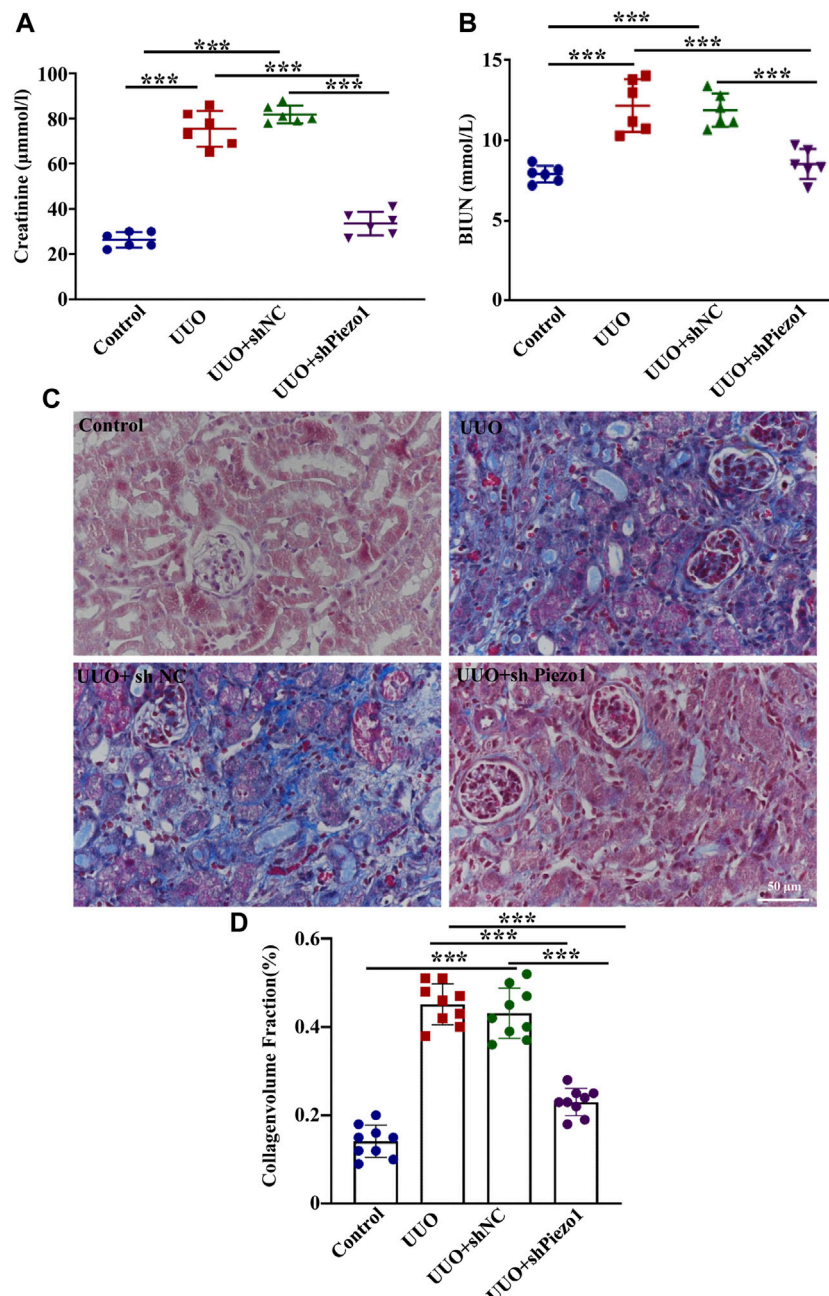 A
***
***
***
***
Creatinine (µmmol/l)
100
80
60
40
20
0
Control
UUO
UUO+shNC
UUO+shPiezo1
B
***
***
***
***
BIUN (mmol/L)
15
10
5
0
Control
UUO
UUO+shNC
UUO+shPiezo1
C
Control
UUO
UUO+ sh NC
UUO+sh Piezo1
50 µm
D
***
***
***
***
Collagenvolume Fraction(%)
0.6
0.4
0.2
0
Control
UUO
UUO+shNC
UUO+shPiezo1